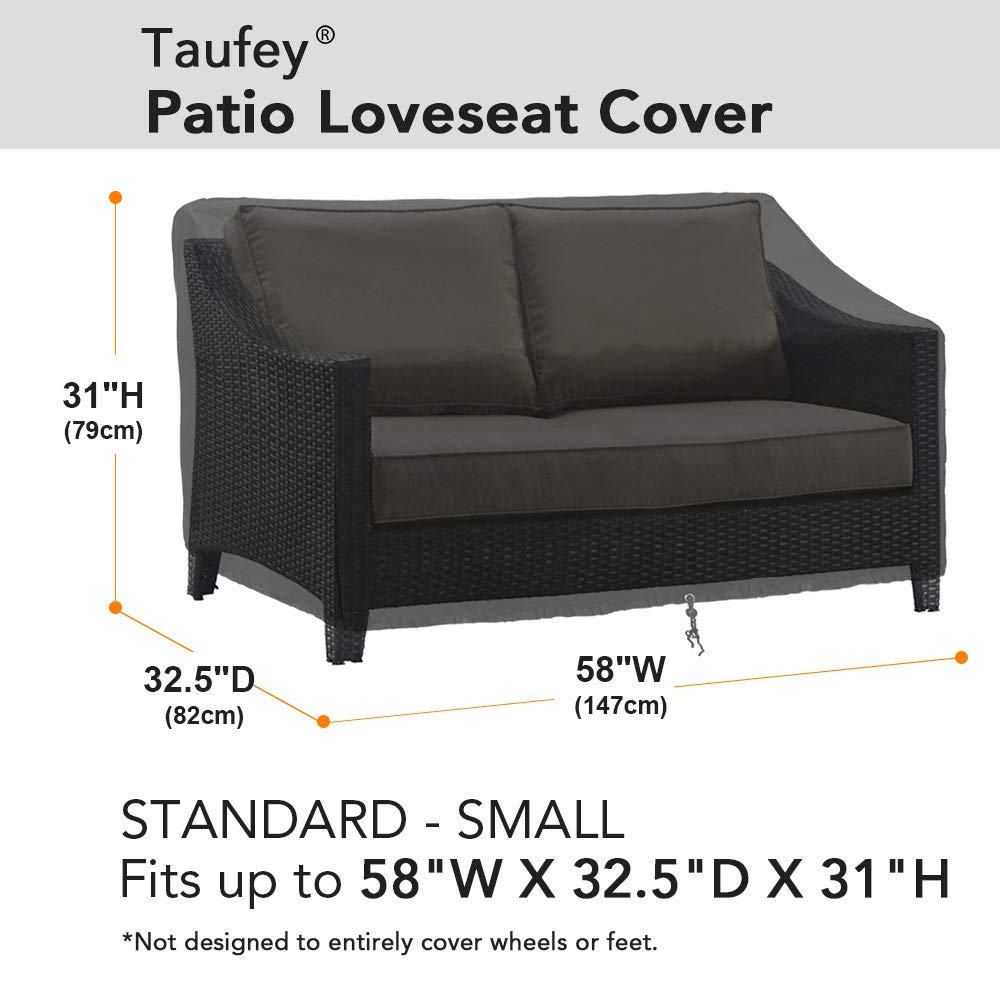 Taufey®
Patio Loveseat Cover
31"H
(79cm)
32.5"D
(82cm)
58"W
(147cm)
STANDARD - SMALL
Fits up to 58"W X 32.5"D X 31"H
*Not designed to entirely cover wheels or feet.